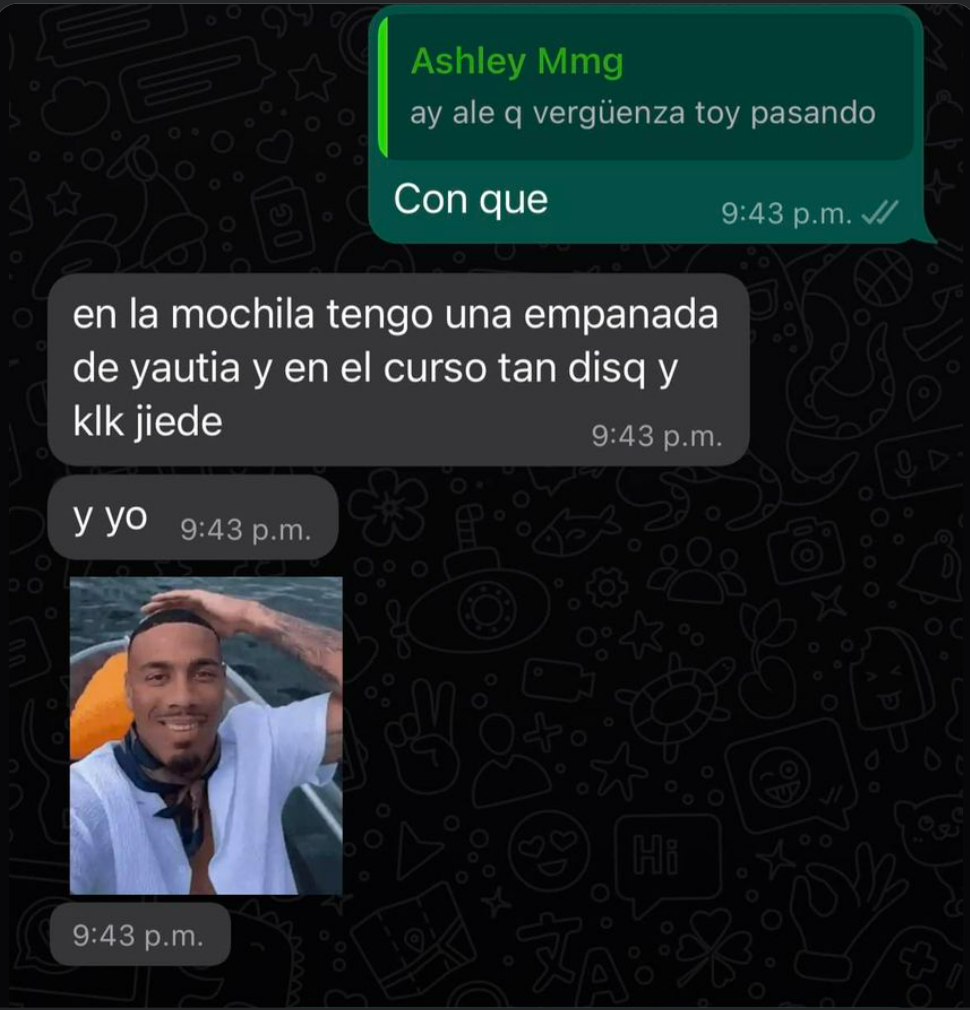 Ashley Mmg
ay ale q vergüenza toy pasando
Con que
9:43 p.m.
en la mochila tengo una empanada
de yautia y en el curso tan disq y
klk jiede
9:43 p.m.
y yo
9:43 p.m.
9:43 p.m.
Hi